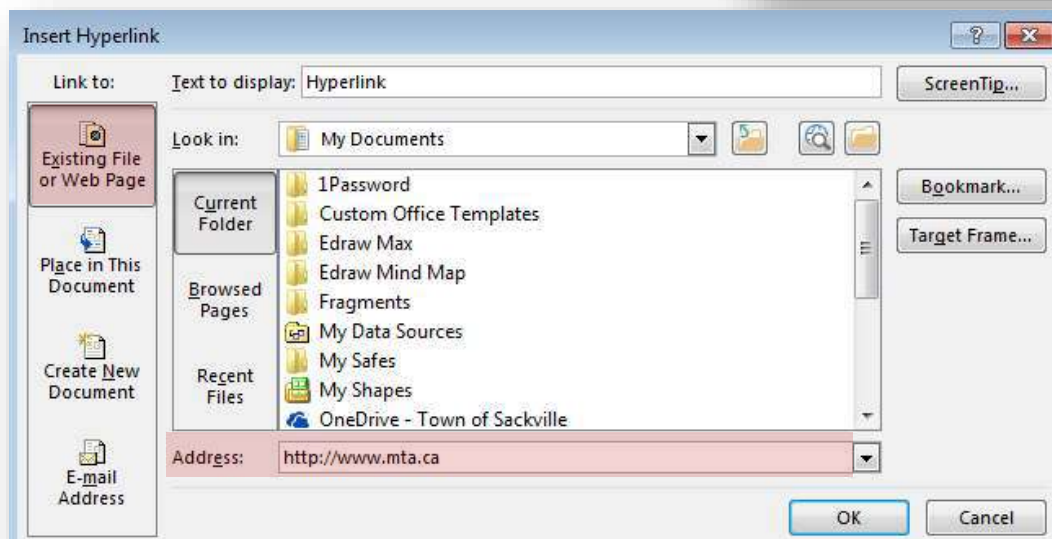 Insert Hyperlink
Link to:
Text to display: Hyperlink
ScreenTip...
Existing File
or Web Page
Look in:
My Documents
Place in This
Document
Create New
Document
E-mail
Address
Current
Folder
Browsed
Pages
Recent
Files
1Password
Custom Office Templates
Edraw Max
Edraw Mind Map
Fragments
My Data Sources
My Safes
My Shapes
OneDrive - Town of Sackville
Bookmark...
Target Frame...
Address: http://www.mta.ca
OK
Cancel